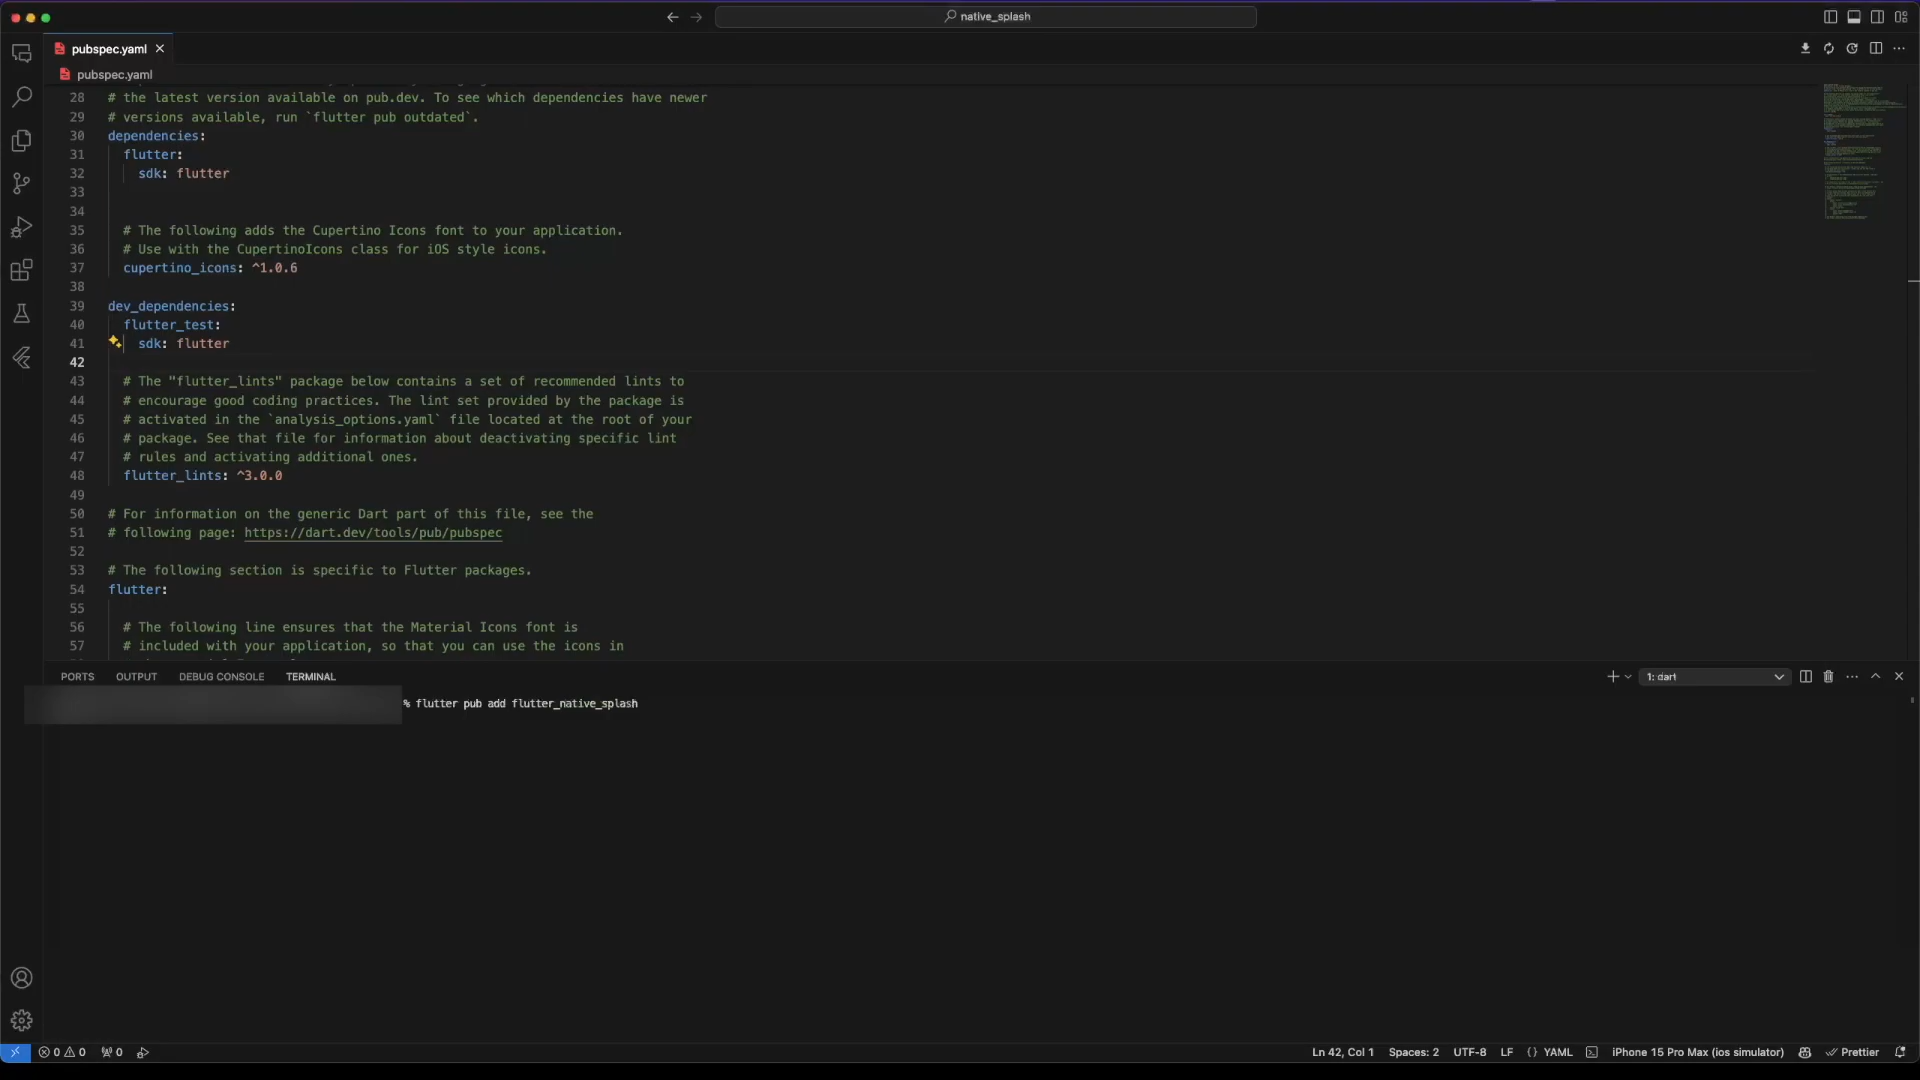 native_splash
pubspec.yaml
pubspec.yaml
28 # the latest version available on pub.dev. To see which dependencies have newer
29 # versions available, run `flutter pub outdated`.
30 dependencies:
31 flutter:
32 sdk: flutter
33
34
35 # The following adds the Cupertino Icons font to your application.
36 # Use with the CupertinoIcons class for iOS style icons.
37 cupertino_icons: ^1.0.6
38
39 dev_dependencies:
40 flutter_test:
41 sdk: flutter
42
43 # The "flutter_lints" package below contains a set of recommended lints to
44 # encourage good coding practices. The lint set provided by the package is
45 # activated in the `analysis_options.yaml` file located at the root of your
46 # package. See that file for information about deactivating specific lint
47 # rules and activating additional ones.
48 flutter_lints: ^3.0.0
49
50 # For information on the generic Dart part of this file, see the
51 # following page: https://dart.dev/tools/pub/pubspec
52
53 # The following section is specific to Flutter packages.
54 flutter:
55
56 # The following line ensures that the Material Icons font is
57 # included with your application, so that you can use the icons in
PORTS OUTPUT DEBUG CONSOLE TERMINAL 1: dart
% flutter pub add flutter_native_splash
0 0 0 Ln 42, Col 1 Spaces: 2 UTF-8 LF {} YAML iPhone 15 Pro Max (ios simulator) Prettier